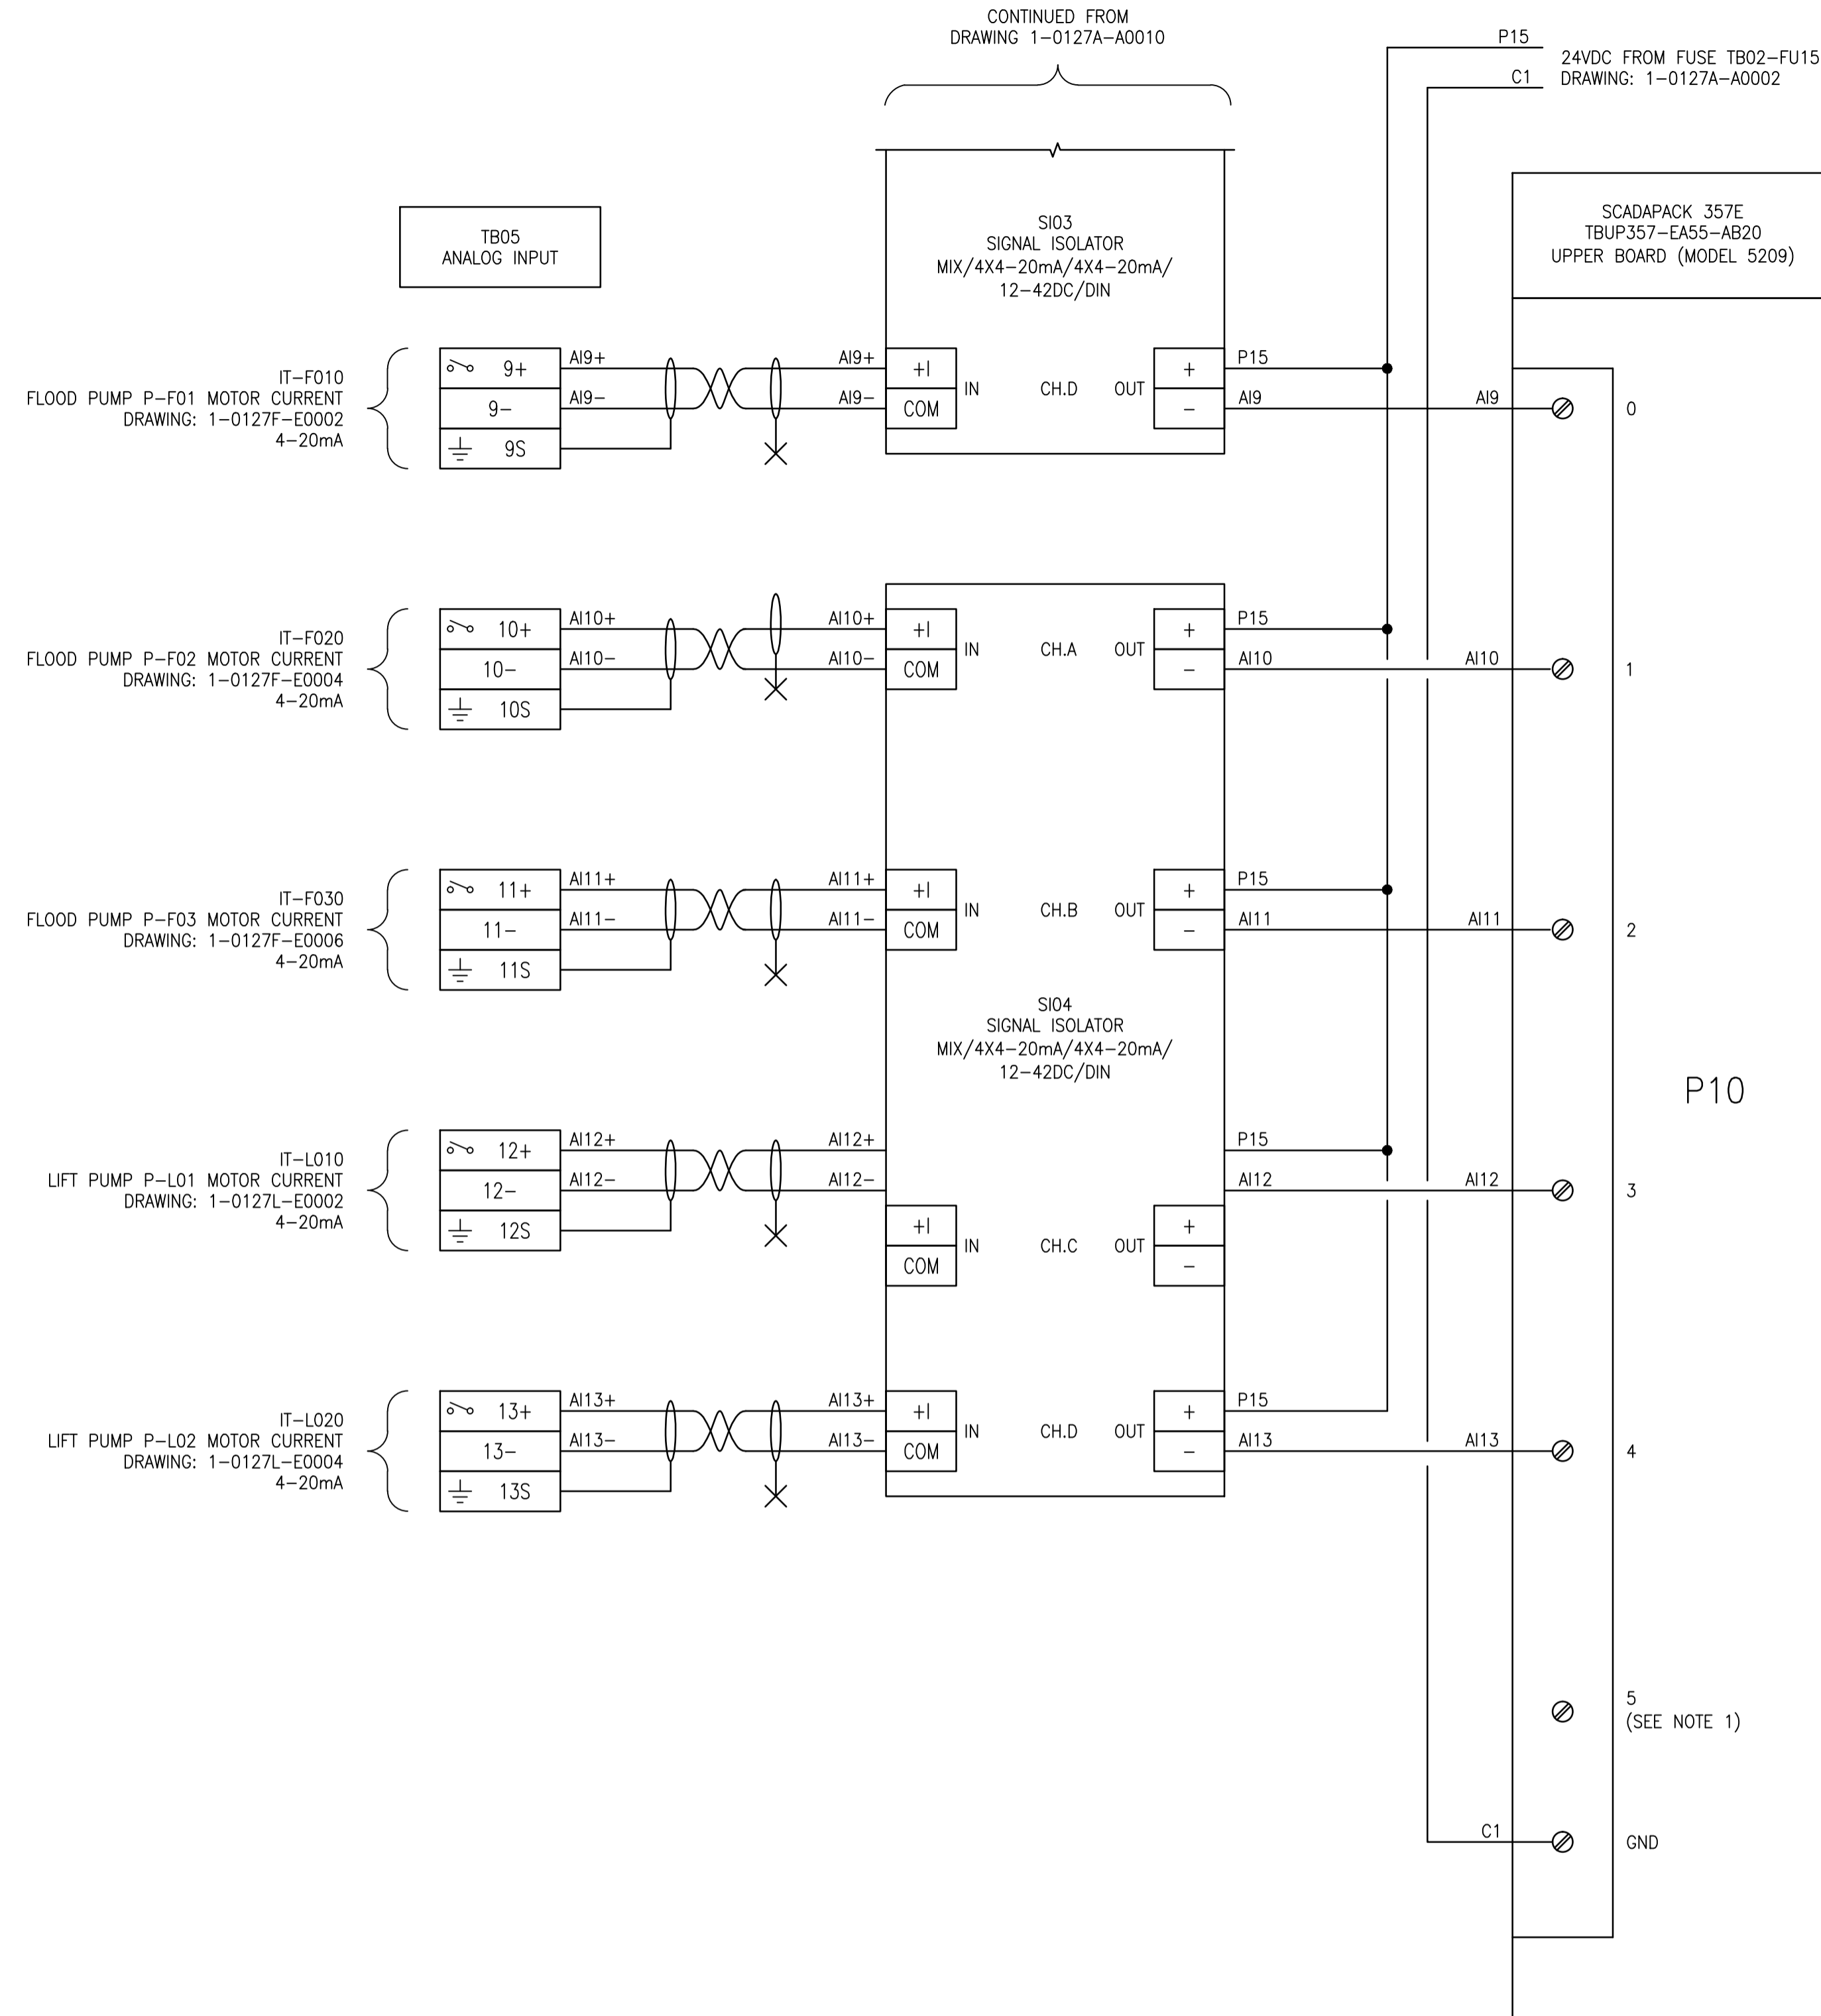 CONTINUED FROM
DRAWING 1-0127A-A0010
P15
C1
24VDC FROM FUSE TB02-FU15
DRAWING: 1-0127A-A0002
TB05
ANALOG INPUT
SI03
SIGNAL ISOLATOR
MIX/4X4-20mA/4X4-20mA/
12-42DC/DIN
SCADAPACK 357E
TBUP357-EA55-AB20
UPPER BOARD (MODEL 5209)
IT-F010
FLOOD PUMP P-F01 MOTOR CURRENT
DRAWING: 1-0127F-E0002
4-20mA
9+
9-
9S
AI9+
AI9-
AI9+
AI9-
+I
COM
IN
CH.D
OUT
+
-
P15
AI9
AI9
0
IT-F020
FLOOD PUMP P-F02 MOTOR CURRENT
DRAWING: 1-0127F-E0004
4-20mA
10+
10-
10S
AI10+
AI10-
AI10+
AI10-
+I
COM
IN
CH.A
OUT
+
-
P15
AI10
AI10
1
IT-F030
FLOOD PUMP P-F03 MOTOR CURRENT
DRAWING: 1-0127F-E0006
4-20mA
11+
11-
11S
AI11+
AI11-
AI11+
AI11-
+I
COM
IN
CH.B
OUT
+
-
P15
AI11
AI11
2
SI04
SIGNAL ISOLATOR
MIX/4X4-20mA/4X4-20mA/
12-42DC/DIN
P10
IT-L010
LIFT PUMP P-L01 MOTOR CURRENT
DRAWING: 1-0127L-E0002
4-20mA
12+
12-
12S
AI12+
AI12-
AI12+
AI12-
+I
COM
IN
CH.C
OUT
+
-
P15
AI12
AI12
3
IT-L020
LIFT PUMP P-L02 MOTOR CURRENT
DRAWING: 1-0127L-E0004
4-20mA
13+
13-
13S
AI13+
AI13-
AI13+
AI13-
+I
COM
IN
CH.D
OUT
+
-
P15
AI13
AI13
4
5
(SEE NOTE 1)
C1
GND